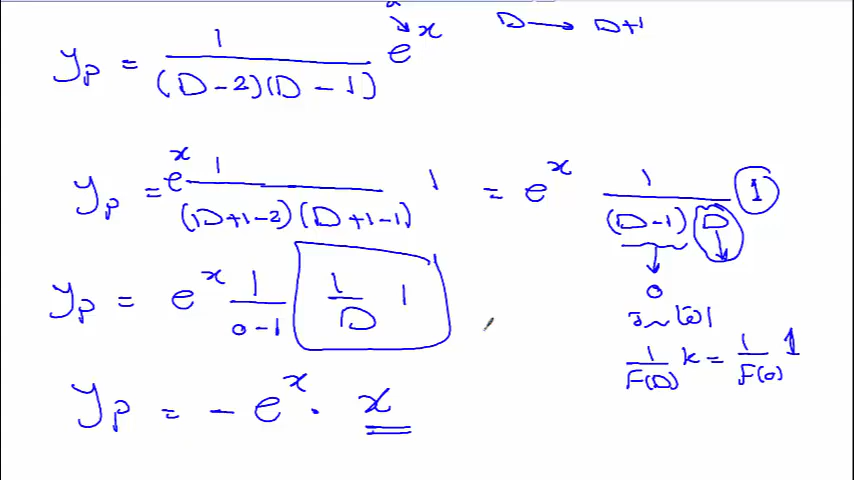 y_p = 1/((D-2)(D-1)) e^x D → D+1
y_p = e^x 1/((D+1-2)(D+1-1)) 1 = e^x 1/((D-1) D) 1
0
y_p = e^x 1/(0-1) 1/D 1
1/F(D) k = 1/F(0) 1
y_p = -e^x · x